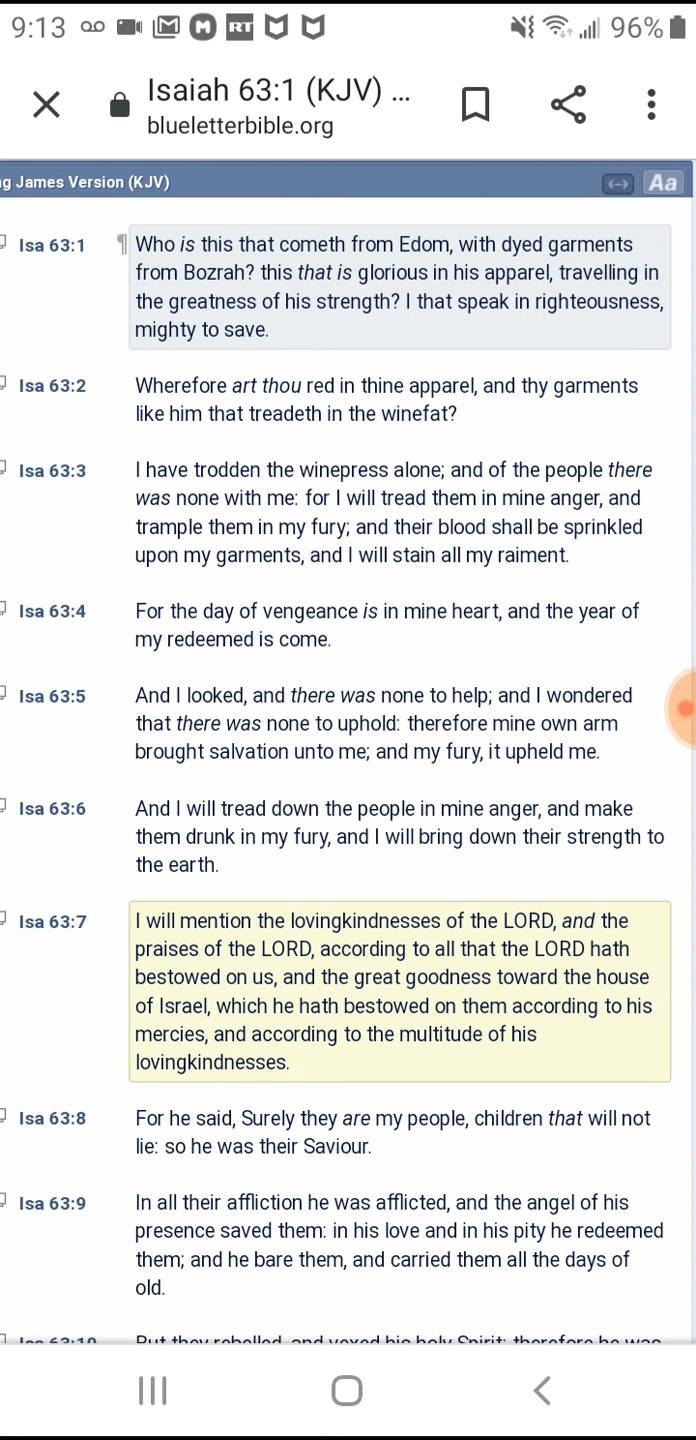 9:13
RT
96%
Isaiah 63:1 (KJV) ...
blueletterbible.org
g James Version (KJV)
Aa
Isa 63:1 ¶ Who is this that cometh from Edom, with dyed garments
from Bozrah? this that is glorious in his apparel, travelling in
the greatness of his strength? I that speak in righteousness,
mighty to save.
Isa 63:2 Wherefore art thou red in thine apparel, and thy garments
like him that treadeth in the winefat?
Isa 63:3 I have trodden the winepress alone; and of the people there
was none with me: for I will tread them in mine anger, and
trample them in my fury; and their blood shall be sprinkled
upon my garments, and I will stain all my raiment.
Isa 63:4 For the day of vengeance is in mine heart, and the year of
my redeemed is come.
Isa 63:5 And I looked, and there was none to help; and I wondered
that there was none to uphold: therefore mine own arm
brought salvation unto me; and my fury, it upheld me.
Isa 63:6 And I will tread down the people in mine anger, and make
them drunk in my fury, and I will bring down their strength to
the earth.
Isa 63:7 I will mention the lovingkindnesses of the LORD, and the
praises of the LORD, according to all that the LORD hath
bestowed on us, and the great goodness toward the house
of Israel, which he hath bestowed on them according to his
mercies, and according to the multitude of his
lovingkindnesses.
Isa 63:8 For he said, Surely they are my people, children that will not
lie: so he was their Saviour.
Isa 63:9 In all their affliction he was afflicted, and the angel of his
presence saved them: in his love and in his pity he redeemed
them; and he bare them, and carried them all the days of
old.
Isa 63:10 But they rebelled, and vexed his holy Spirit: therefore he was